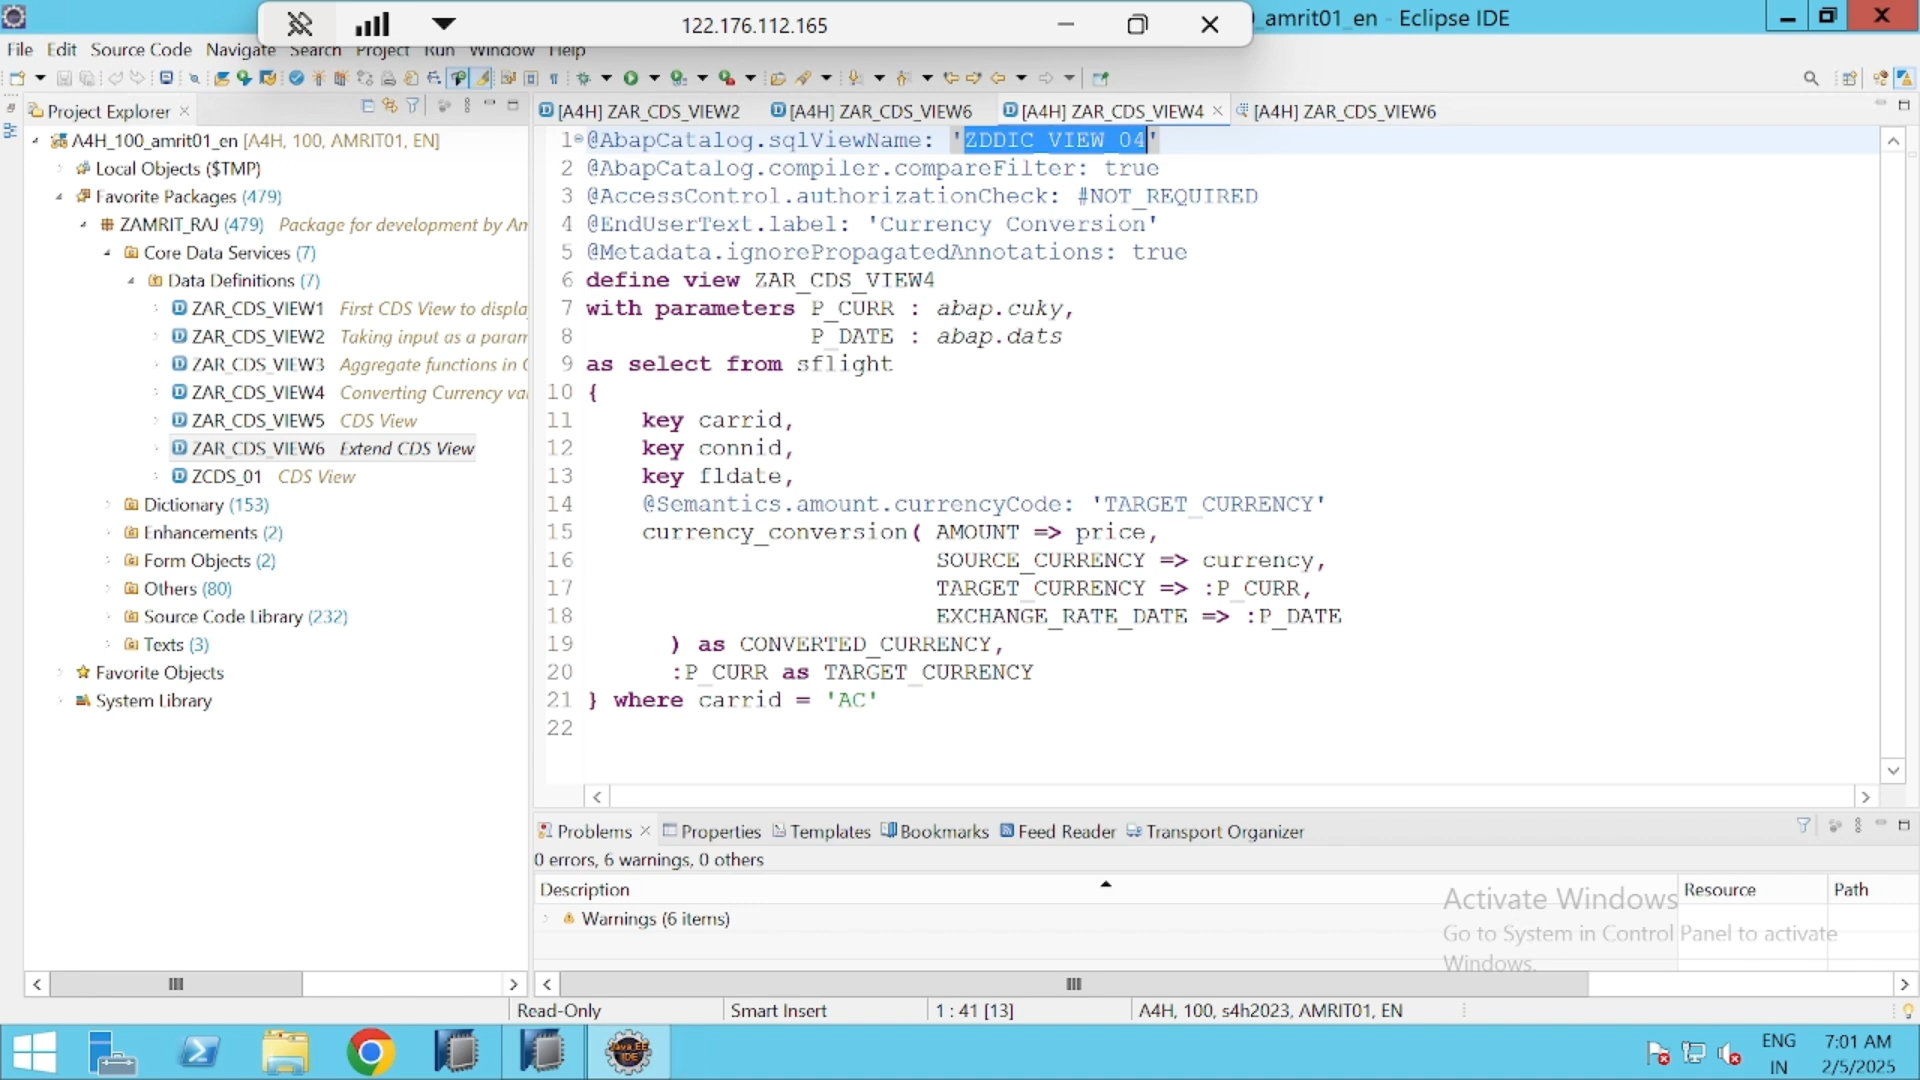 122.176.112.165
_amrit01_en - Eclipse IDE
File Edit Source Code Navigate Search Project Run Window Help
Project Explorer
[A4H] ZAR_CDS_VIEW2
[A4H] ZAR_CDS_VIEW6
[A4H] ZAR_CDS_VIEW4
[A4H] ZAR_CDS_VIEW6
A4H_100_amrit01_en [A4H, 100, AMRIT01, EN]
Local Objects ($TMP)
Favorite Packages (479)
ZAMRIT_RAJ (479) Package for development by Am
Core Data Services (7)
Data Definitions (7)
ZAR_CDS_VIEW1 First CDS View to displa
ZAR_CDS_VIEW2 Taking input as a param
ZAR_CDS_VIEW3 Aggregate functions in C
ZAR_CDS_VIEW4 Converting Currency va
ZAR_CDS_VIEW5 CDS View
ZAR_CDS_VIEW6 Extend CDS View
ZCDS_01 CDS View
Dictionary (153)
Enhancements (2)
Form Objects (2)
Others (80)
Source Code Library (232)
Texts (3)
Favorite Objects
System Library
1 @AbapCatalog.sqlViewName: 'ZDDIC_VIEW_04'
2 @AbapCatalog.compiler.compareFilter: true
3 @AccessControl.authorizationCheck: #NOT_REQUIRED
4 @EndUserText.label: 'Currency Conversion'
5 @Metadata.ignorePropagatedAnnotations: true
6 define view ZAR_CDS_VIEW4
7 with parameters P_CURR : abap.cuky,
8 P_DATE : abap.dats
9 as select from sflight
10 {
11 key carrid,
12 key connid,
13 key fldate,
14 @Semantics.amount.currencyCode: 'TARGET_CURRENCY'
15 currency_conversion( AMOUNT => price,
16 SOURCE_CURRENCY => currency,
17 TARGET_CURRENCY => :P_CURR,
18 EXCHANGE_RATE_DATE => :P_DATE
19 ) as CONVERTED_CURRENCY,
20 :P_CURR as TARGET_CURRENCY
21 } where carrid = 'AC'
22
Problems Properties Templates Bookmarks Feed Reader Transport Organizer
0 errors, 6 warnings, 0 others
Description Resource Path
Warnings (6 items)
Activate Windows
Go to System in Control Panel to activate
Windows.
Read-Only Smart Insert 1 : 41 [13] A4H, 100, s4h2023, AMRIT01, EN
Java EE
IDE
ENG
IN
7:01 AM
2/5/2025